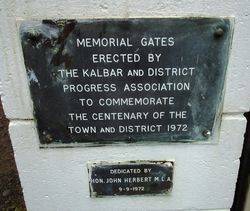 MEMORIAL GATES
ERECTED BY
THE KALBAR AND DISTRICT
PROGRESS ASSOCIATION
TO COMMEMORATE
THE CENTENARY OF THE
TOWN AND DISTRICT 1972
DEDICATED BY
HON. JOHN HERBERT M.L.A.
9-9-1972